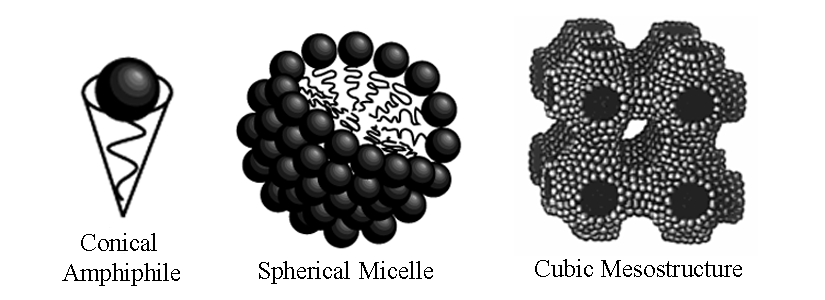 Conical
Amphiphile
Spherical Micelle
Cubic Mesostructure